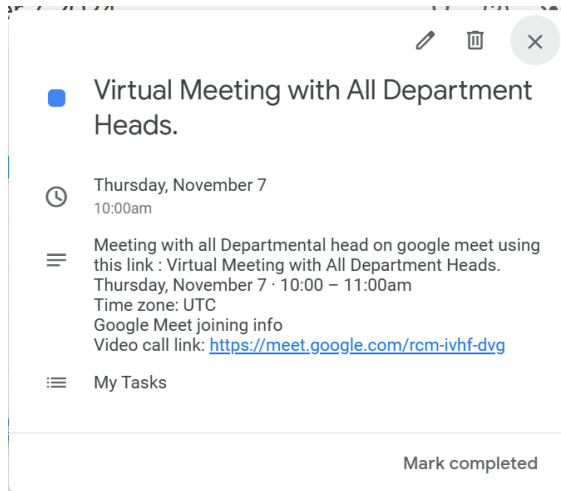 Virtual Meeting with All Department
Heads.
Thursday, November 7
10:00am
Meeting with all Departmental head on google meet using
this link : Virtual Meeting with All Department Heads.
Thursday, November 7 · 10:00 – 11:00am
Time zone: UTC
Google Meet joining info
Video call link: https://meet.google.com/rcm-ivhf-dvg
My Tasks
Mark completed